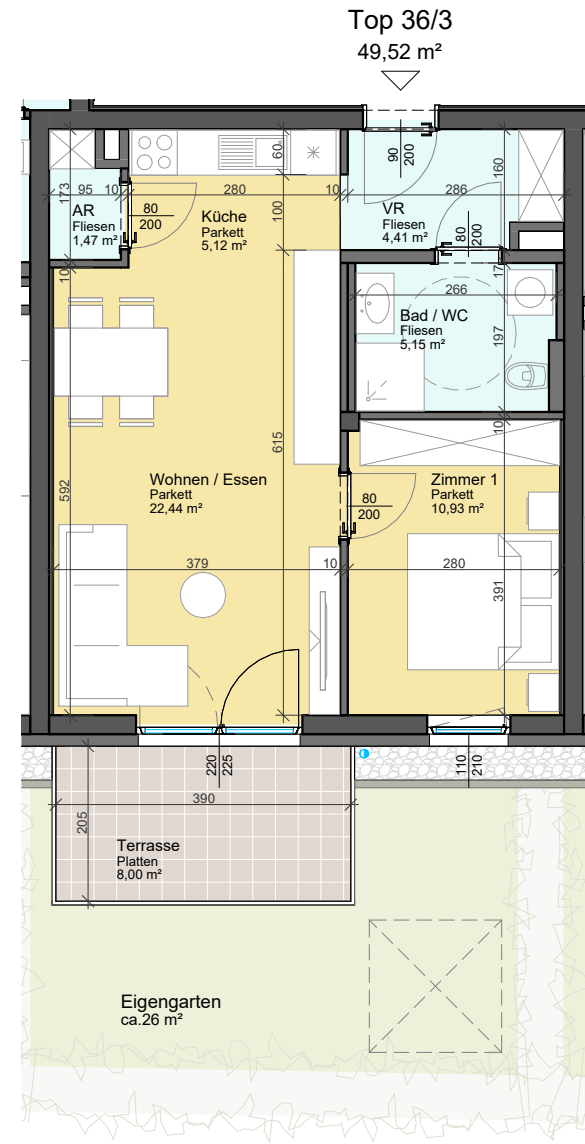 Top 36/3
49,52 m²
90
200
60
160
173
95
10
280
10
286
AR
Fliesen
1,47 m²
80
200
Küche
Parkett
5,12 m²
100
VR
Fliesen
4,41 m²
80
200
10
17
266
Bad / WC
Fliesen
5,15 m²
197
10
615
592
Wohnen / Essen
Parkett
22,44 m²
80
200
Zimmer 1
Parkett
10,93 m²
379
10
280
391
220
225
110
210
390
205
Terrasse
Platten
8,00 m²
Eigengarten
ca.26 m²